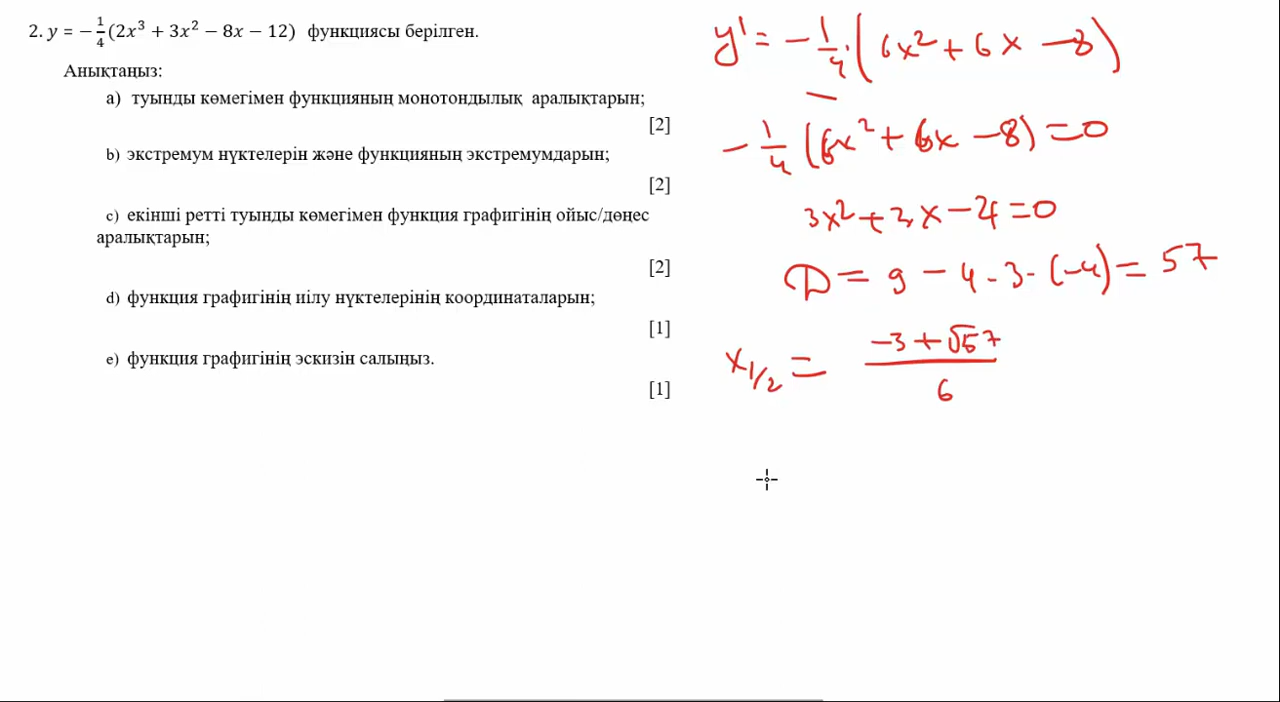 2. y = −1/4(2x³ + 3x² − 8x − 12) функциясы берілген.
Анықтаңыз:
a) туынды көмегімен функцияның монотондылық аралықтарын;
[2]
b) экстремум нүктелерін және функцияның экстремумдарын;
[2]
c) екінші ретті туынды көмегімен функция графигінің ойыс/дөңес
аралықтарын;
[2]
d) функция графигінің иілу нүктелерінің координаталарын;
[1]
e) функция графигінің эскизін салыңыз.
[1]
y' = −1/4·(6x² + 6x − 8)
−1/4(6x² + 6x − 8) = 0
3x² + 3x − 4 = 0
D = 9 − 4·3·(−4) = 57
x1/2 = (−3 + √57)/6